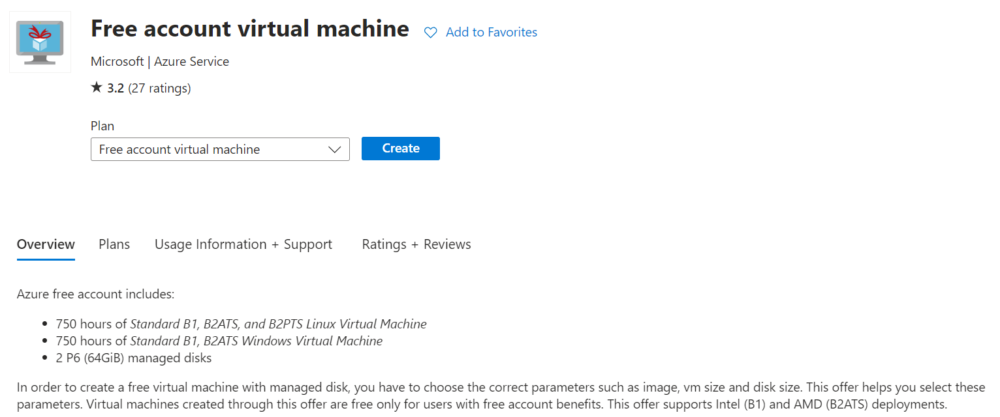 Free account virtual machine
Add to Favorites
Microsoft | Azure Service
★ 3.2 (27 ratings)
Plan
Free account virtual machine
Create
Overview
Plans
Usage Information + Support
Ratings + Reviews
Azure free account includes:
• 750 hours of Standard B1, B2ATS, and B2PTS Linux Virtual Machine
• 750 hours of Standard B1, B2ATS Windows Virtual Machine
• 2 P6 (64GiB) managed disks
In order to create a free virtual machine with managed disk, you have to choose the correct parameters such as image, vm size and disk size. This offer helps you select these
parameters. Virtual machines created through this offer are free only for users with free account benefits. This offer supports Intel (B1) and AMD (B2ATS) deployments.